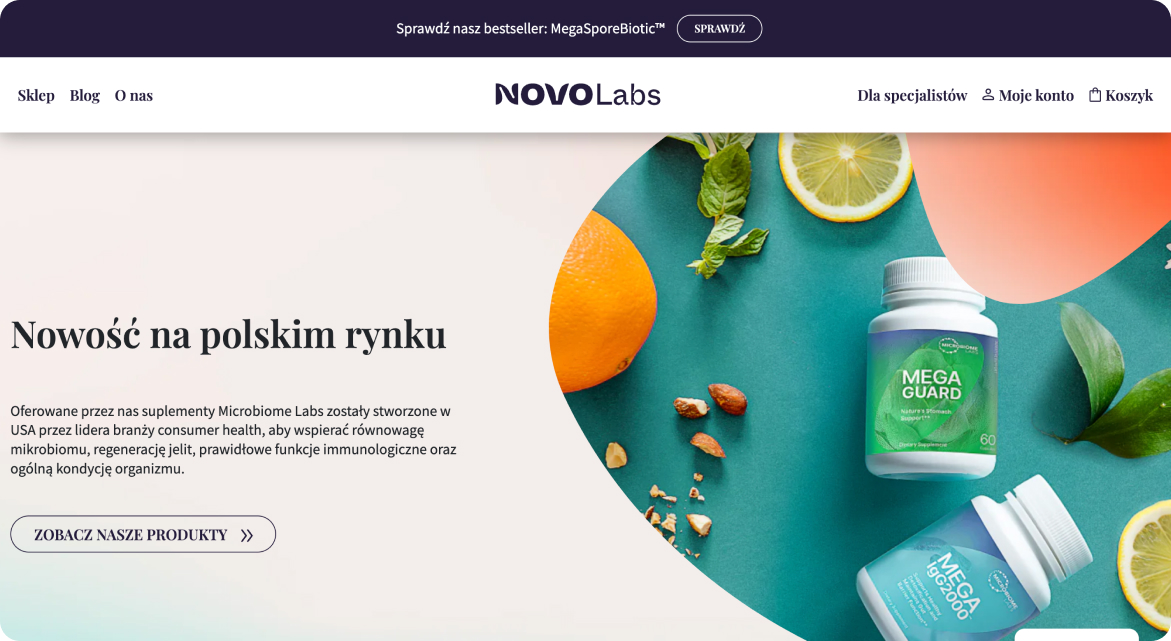 Sprawdź nasz bestseller: MegaSporeBiotic™ SPRAWDŹ
Sklep Blog O nas NOVOLabs Dla specjalistów Moje konto Koszyk
Nowość na polskim rynku
Oferowane przez nas suplementy Microbiome Labs zostały stworzone w
USA przez lidera branży consumer health, aby wspierać równowagę
mikrobiomu, regenerację jelit, prawidłowe funkcje immunologiczne oraz
ogólną kondycję organizmu.
ZOBACZ NASZE PRODUKTY
MICROBIOME
LABS
MEGA
GUARD
Nature's Stomach
Support**
Dietary Supplement
60
MEGA
IgG2000
MICROBIOME
LABS